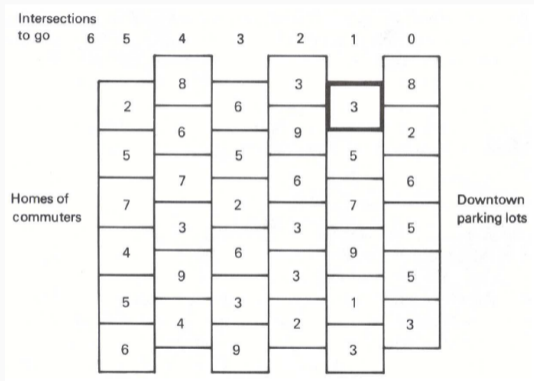 Intersections
to go 6 5 4 3 2 1 0
8 3 8
2 6 3
6 9 2
5 5 5
7 6 6
Homes of commuters 7 2 7 Downtown parking lots
3 3 5
4 6 9
9 3 5
5 3 1
4 2 3
6 9 3